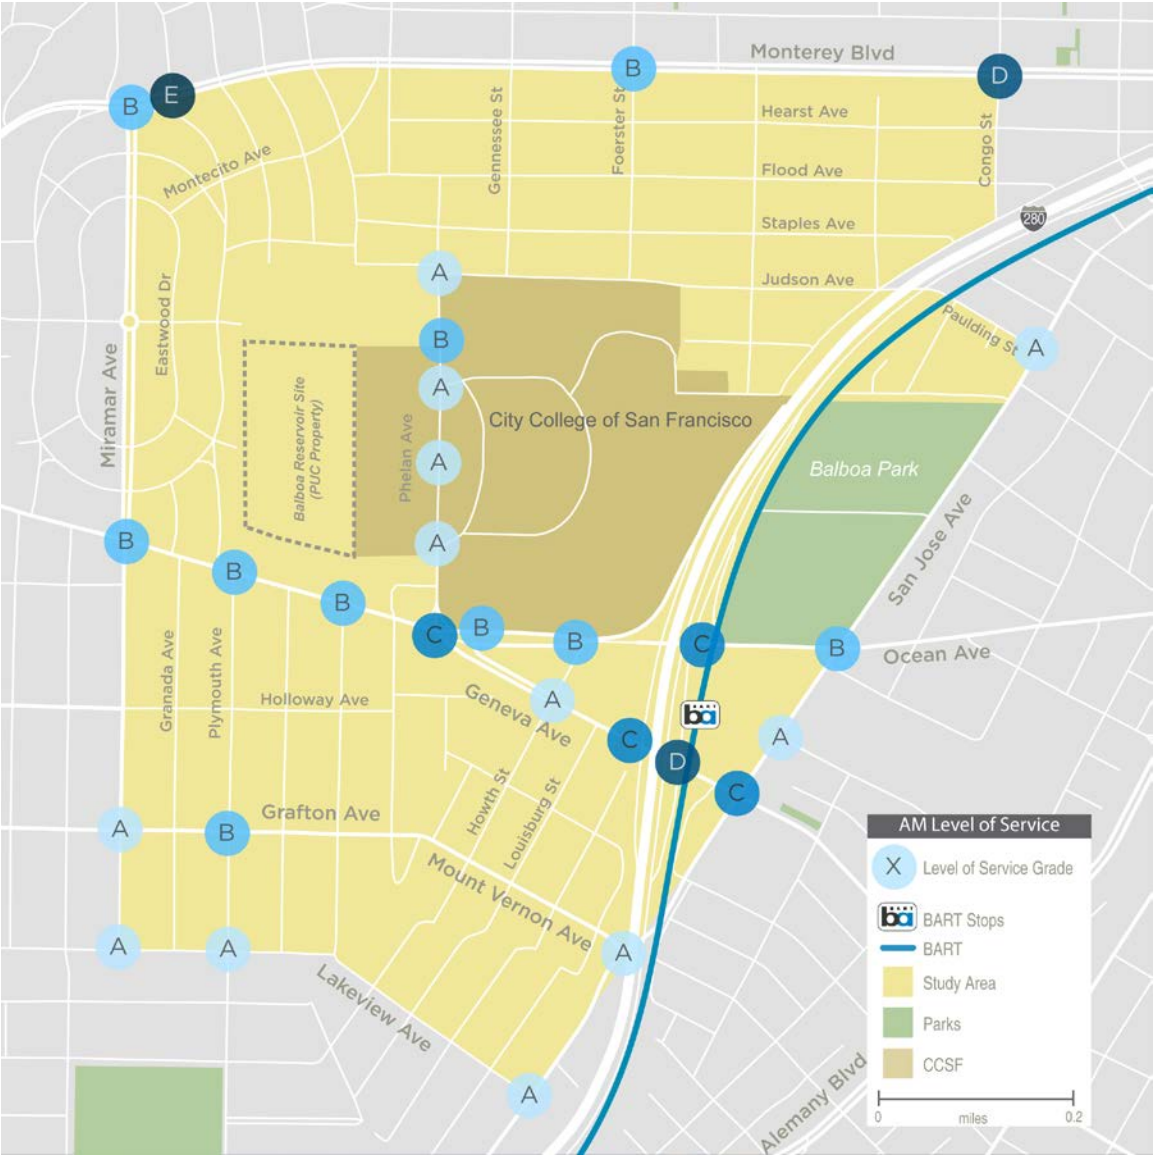 Monterey Blvd
B
D
E
B
Hearst Ave
Gennessee St
Foerster St
Congo St
Montecito Ave
Flood Ave
280
Staples Ave
A
Judson Ave
Eastwood Dr
Paulding St
B
A
Miramar Ave
A
City College of San Francisco
Balboa Reservoir Site
(PUC Property)
Phelan Ave
A
Balboa Park
San Jose Ave
B
A
B
B
C
B
B
C
B
Ocean Ave
Granada Ave
Plymouth Ave
Holloway Ave
Geneva Ave
A
BART
ba
C
A
D
C
Howth St
Louisburg St
A
B
Grafton Ave
Mount Vernon Ave
A
A
A
Lakeview Ave
A
Alemany Blvd
AM Level of Service
X Level of Service Grade
BART
ba BART Stops
BART
Study Area
Parks
CCSF
0 miles 0.2